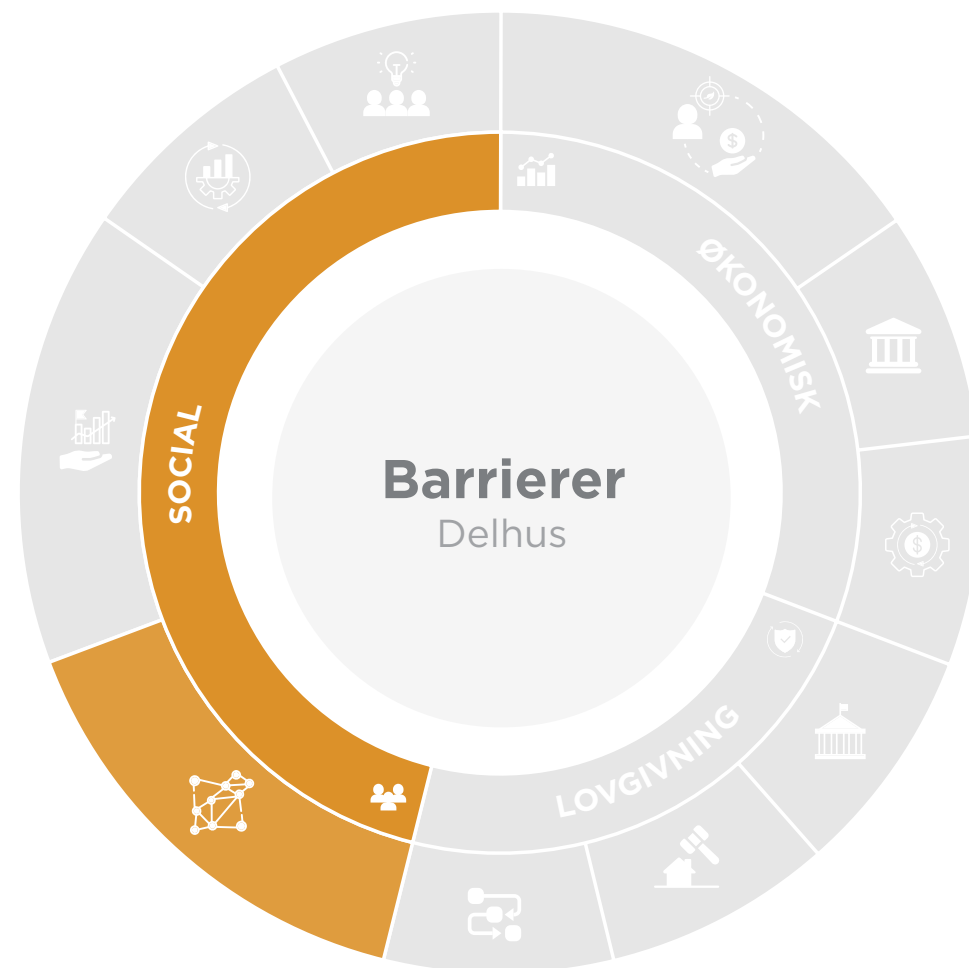 Barrierer
Delhus
SOCIAL
ØKONOMISK
LOVGIVNING
$
$